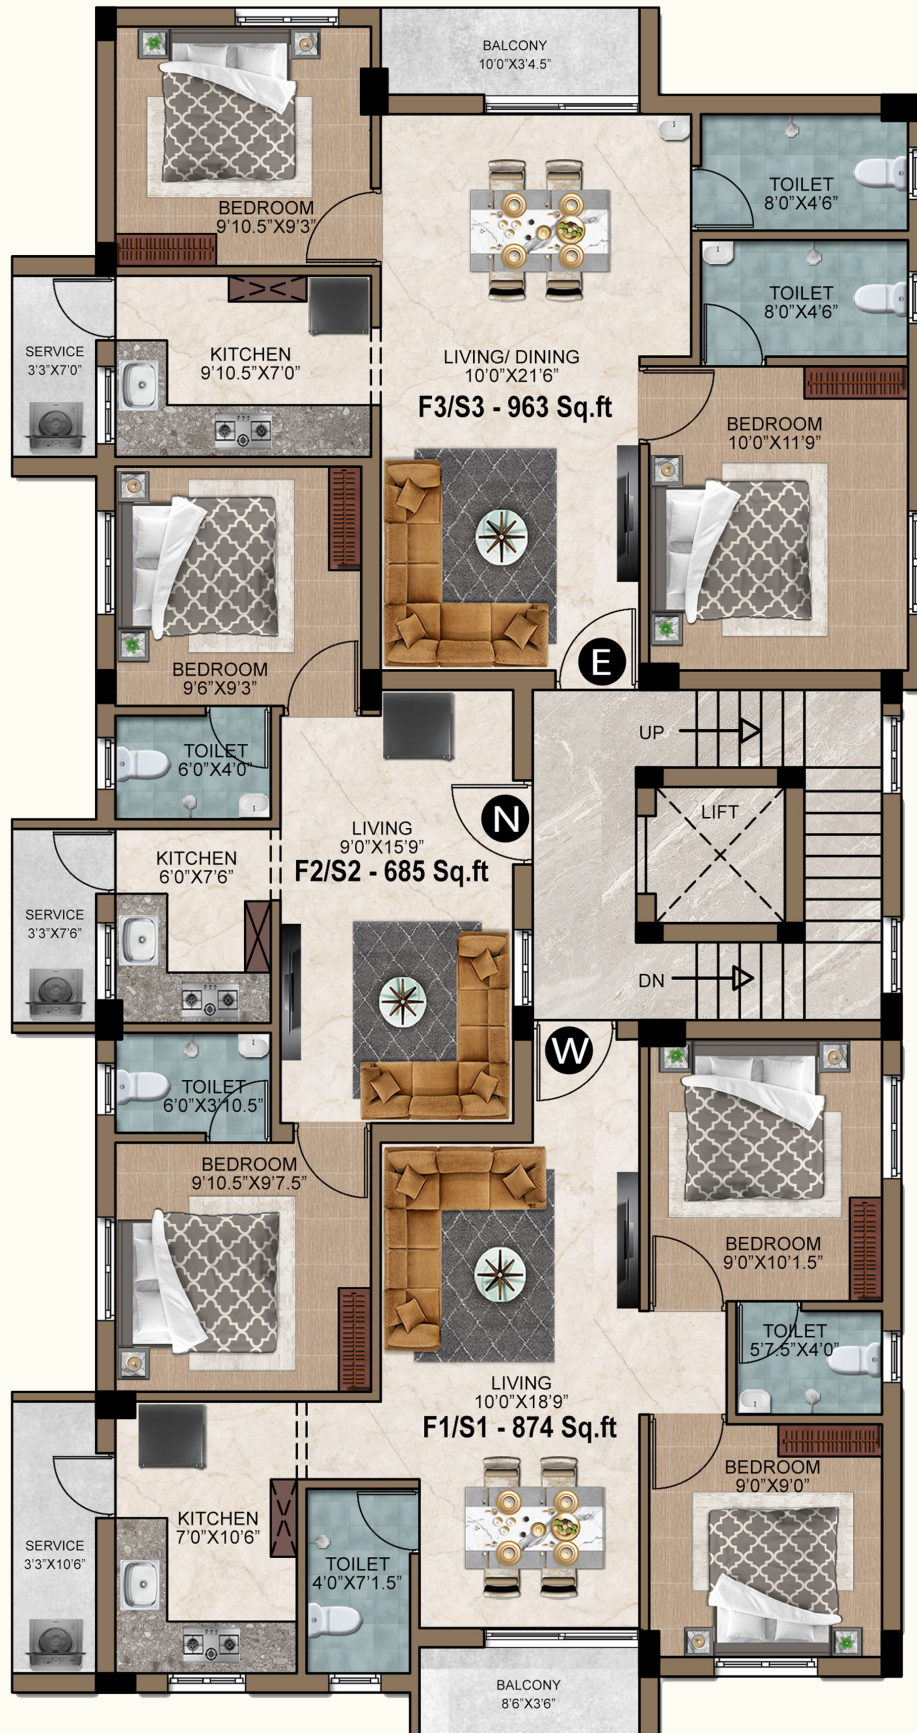 BALCONY
10'0"X3'4.5"
BEDROOM
9'10.5"X9'3"
TOILET
8'0"X4'6"
TOILET
8'0"X4'6"
SERVICE
3'3"X7'0"
KITCHEN
9'10.5"X7'0"
LIVING/ DINING
10'0"X21'6"
F3/S3 - 963 Sq.ft
BEDROOM
10'0"X11'9"
BEDROOM
9'6"X9'3"
E
TOILET
6'0"X4'0"
UP
LIFT
N
LIVING
9'0"X15'9"
F2/S2 - 685 Sq.ft
KITCHEN
6'0"X7'6"
SERVICE
3'3"X7'6"
DN
W
TOILET
6'0"X3'10.5"
BEDROOM
9'10.5"X9'7.5"
BEDROOM
9'0"X10'1.5"
TOILET
5'7.5"X4'0"
LIVING
10'0"X18'9"
F1/S1 - 874 Sq.ft
BEDROOM
9'0"X9'0"
KITCHEN
7'0"X10'6"
SERVICE
3'3"X10'6"
TOILET
4'0"X7'1.5"
BALCONY
8'6"X3'6"